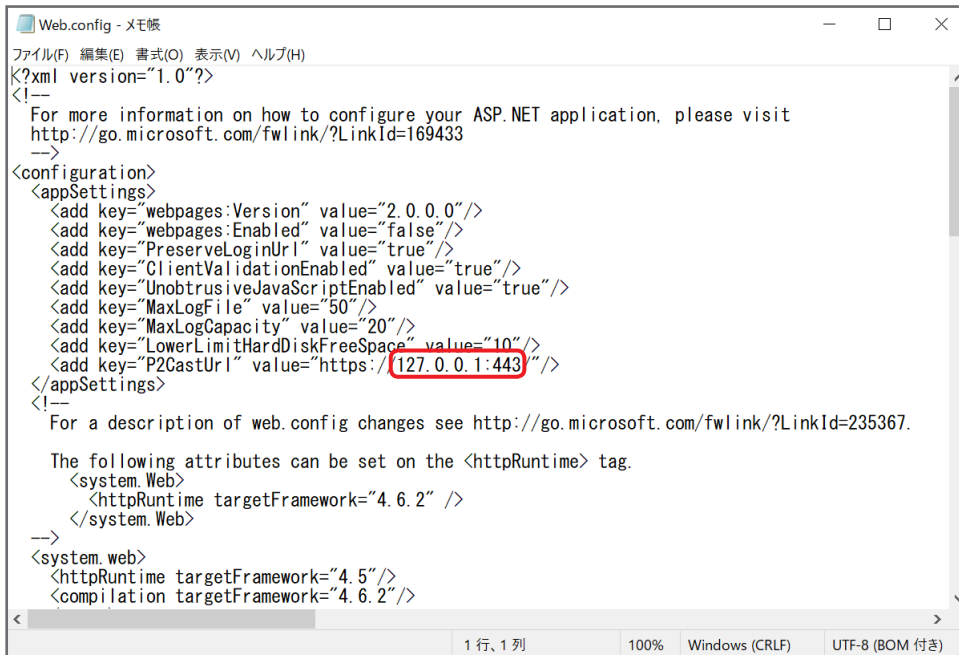 Web.config - メモ帳
ファイル(F) 編集(E) 書式(O) 表示(V) ヘルプ(H)
<?xml version="1.0"?>
<!--
  For more information on how to configure your ASP.NET application, please visit
  http://go.microsoft.com/fwlink/?LinkId=169433
  -->
<configuration>
  <appSettings>
    <add key="webpages:Version" value="2.0.0.0"/>
    <add key="webpages:Enabled" value="false"/>
    <add key="PreserveLoginUrl" value="true"/>
    <add key="ClientValidationEnabled" value="true"/>
    <add key="UnobtrusiveJavaScriptEnabled" value="true"/>
    <add key="MaxLogFile" value="50"/>
    <add key="MaxLogCapacity" value="20"/>
    <add key="LowerLimitHardDiskFreeSpace" value="10"/>
    <add key="P2CastUrl" value="https://127.0.0.1:443/"/>
  </appSettings>
  <!--
    For a description of web.config changes see http://go.microsoft.com/fwlink/?LinkId=235367.

    The following attributes can be set on the <httpRuntime> tag.
      <system.Web>
        <httpRuntime targetFramework="4.6.2" />
      </system.Web>
  -->
  <system.web>
    <httpRuntime targetFramework="4.5"/>
    <compilation targetFramework="4.6.2"/>
1 行、1 列 100% Windows (CRLF) UTF-8 (BOM 付き)